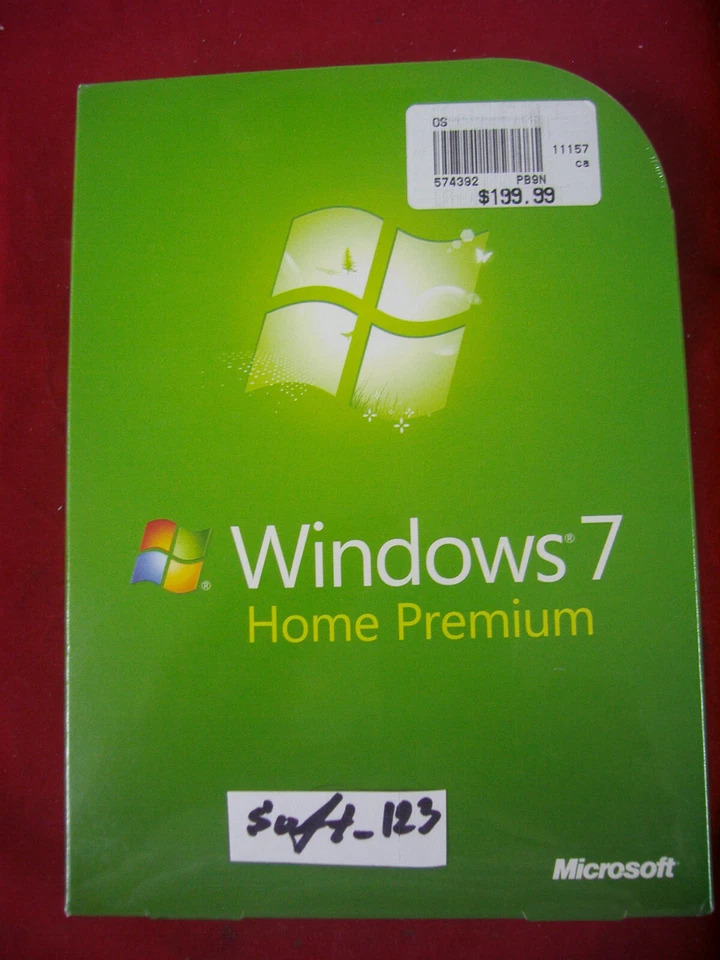 OS
11157
ca
574392 PB9N
$199.99
Windows® 7
®
Home Premium
soft_123
Microsoft